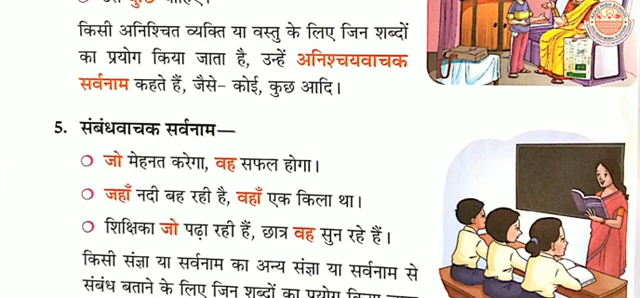 कुछ
किसी अनिश्चित व्यक्ति या वस्तु के लिए जिन शब्दों
का प्रयोग किया जाता है, उन्हें अनिश्चयवाचक
सर्वनाम कहते हैं, जैसे– कोई, कुछ आदि।
5. संबंधवाचक सर्वनाम—
जो मेहनत करेगा, वह सफल होगा।
जहाँ नदी बह रही है, वहाँ एक किला था।
शिक्षिका जो पढ़ा रही हैं, छात्र वह सुन रहे हैं।
किसी संज्ञा या सर्वनाम का अन्य संज्ञा या सर्वनाम से
संबंध बताने के लिए जिन शब्दों का प्रयोग किया